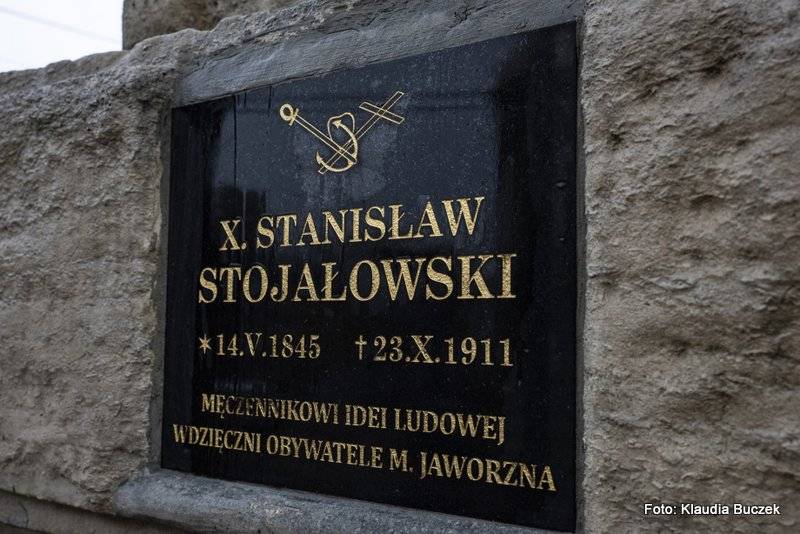 X. STANISŁAW
STOJAŁOWSKI
✶14.V.1845 †23.X.1911
MĘCZENNIKOWI IDEI LUDOWEJ
WDZIĘCZNI OBYWATELE M. JAWORZNA
Foto: Klaudia Buczek